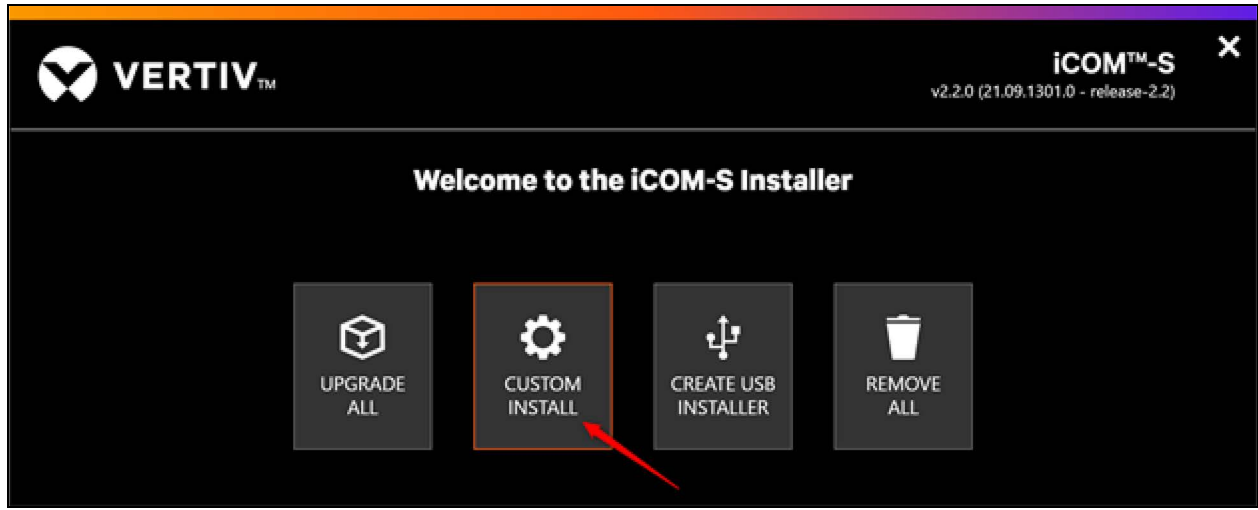 VERTIV™
iCOM™-S
v2.2.0 (21.09.1301.0 - release-2.2)
Welcome to the iCOM-S Installer
UPGRADE
ALL
CUSTOM
INSTALL
CREATE USB
INSTALLER
REMOVE
ALL